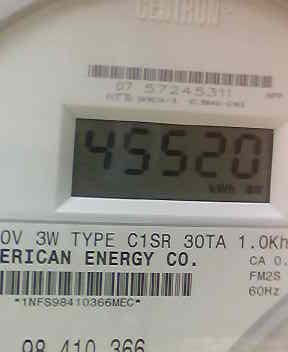 CENTRON
07 57245311
45520
kWh
0V 3W TYPE C1SR 30TA 1.0Kh
ERICAN ENERGY CO.
CA 0.
FM2S
60Hz
*1NFS98410366MEC*
98 410 366